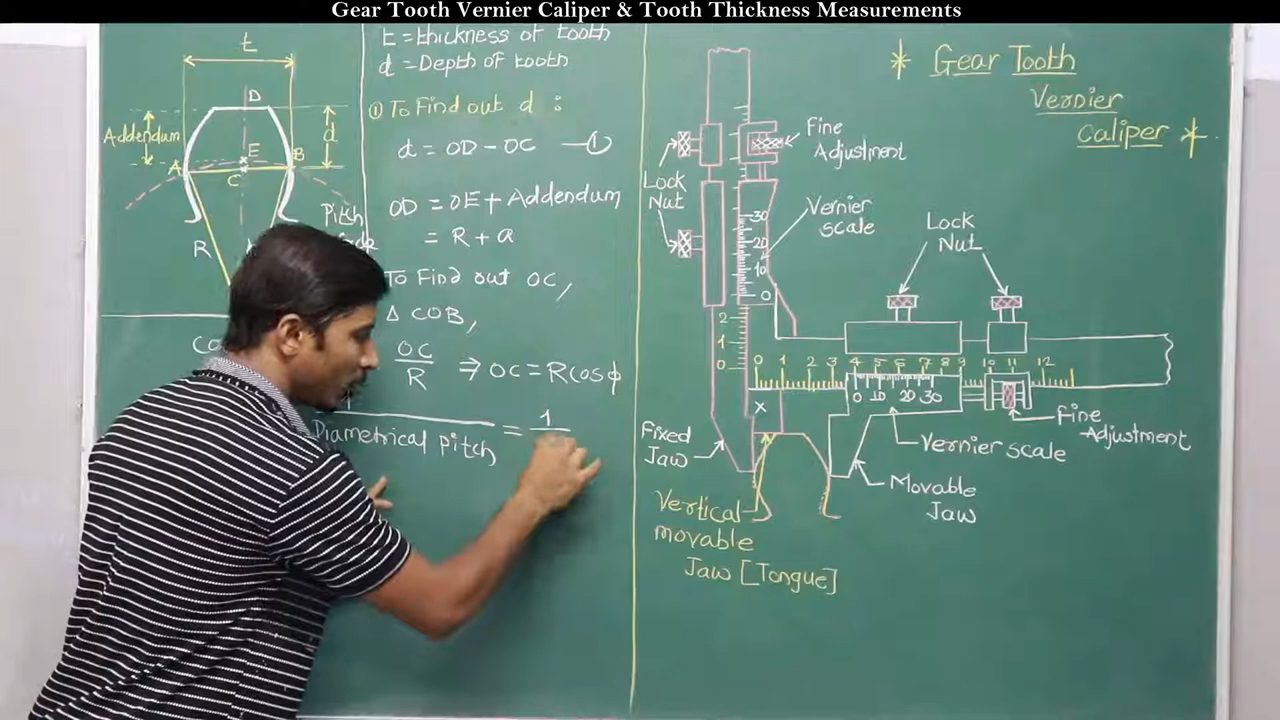 Gear Tooth Vernier Caliper & Tooth Thickness Measurements
t
D
Addendum
d
E
A
B
C
Pitch
R
t = thickness of tooth
d = Depth of tooth
① To Find out d :
d = OD - OC —①
OD = OE + Addendum
= R + a
To Find out OC,
Δ COB,
OC/R ⇒ OC = Rcosφ
Diametrical Pitch = 1
* Gear Tooth
Vernier
Caliper *
Fine
Adjustment
Lock
Nut
Vernier
scale
30
20
10
0
2
1
0
Lock
Nut
0 1 2 3 4 5 6 7 8 9 10 11 12
0 10 20 30
x
Fixed
Jaw
Fine
Adjustment
Vernier scale
Movable
Jaw
Vertical
movable
Jaw [Tongue]